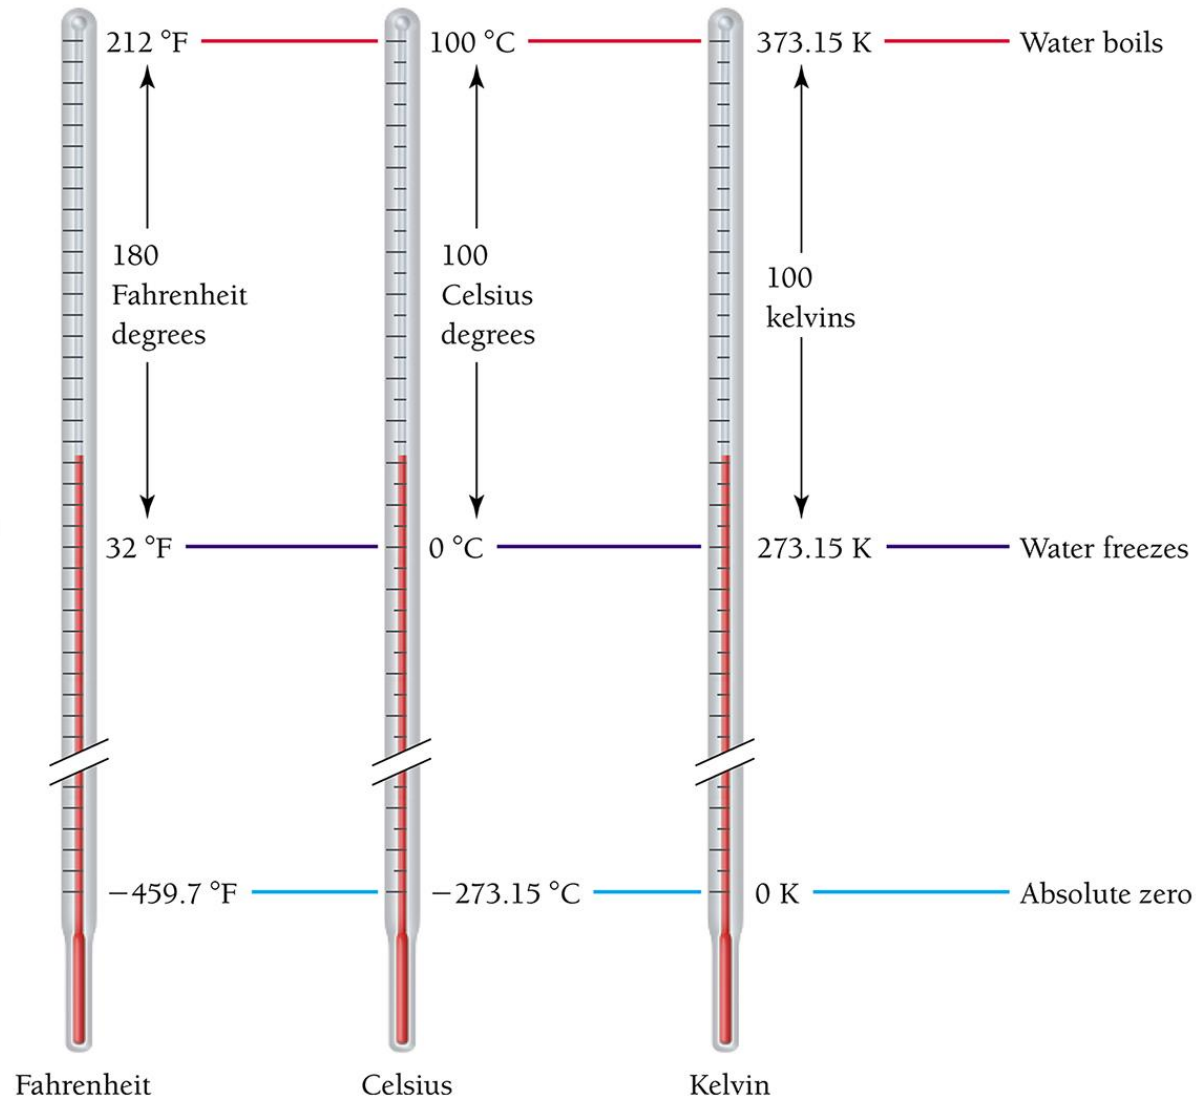 212 °F
100 °C
373.15 K
Water boils
180
Fahrenheit
degrees
100
Celsius
degrees
100
kelvins
32 °F
0 °C
273.15 K
Water freezes
−459.7 °F
−273.15 °C
0 K
Absolute zero
Fahrenheit
Celsius
Kelvin